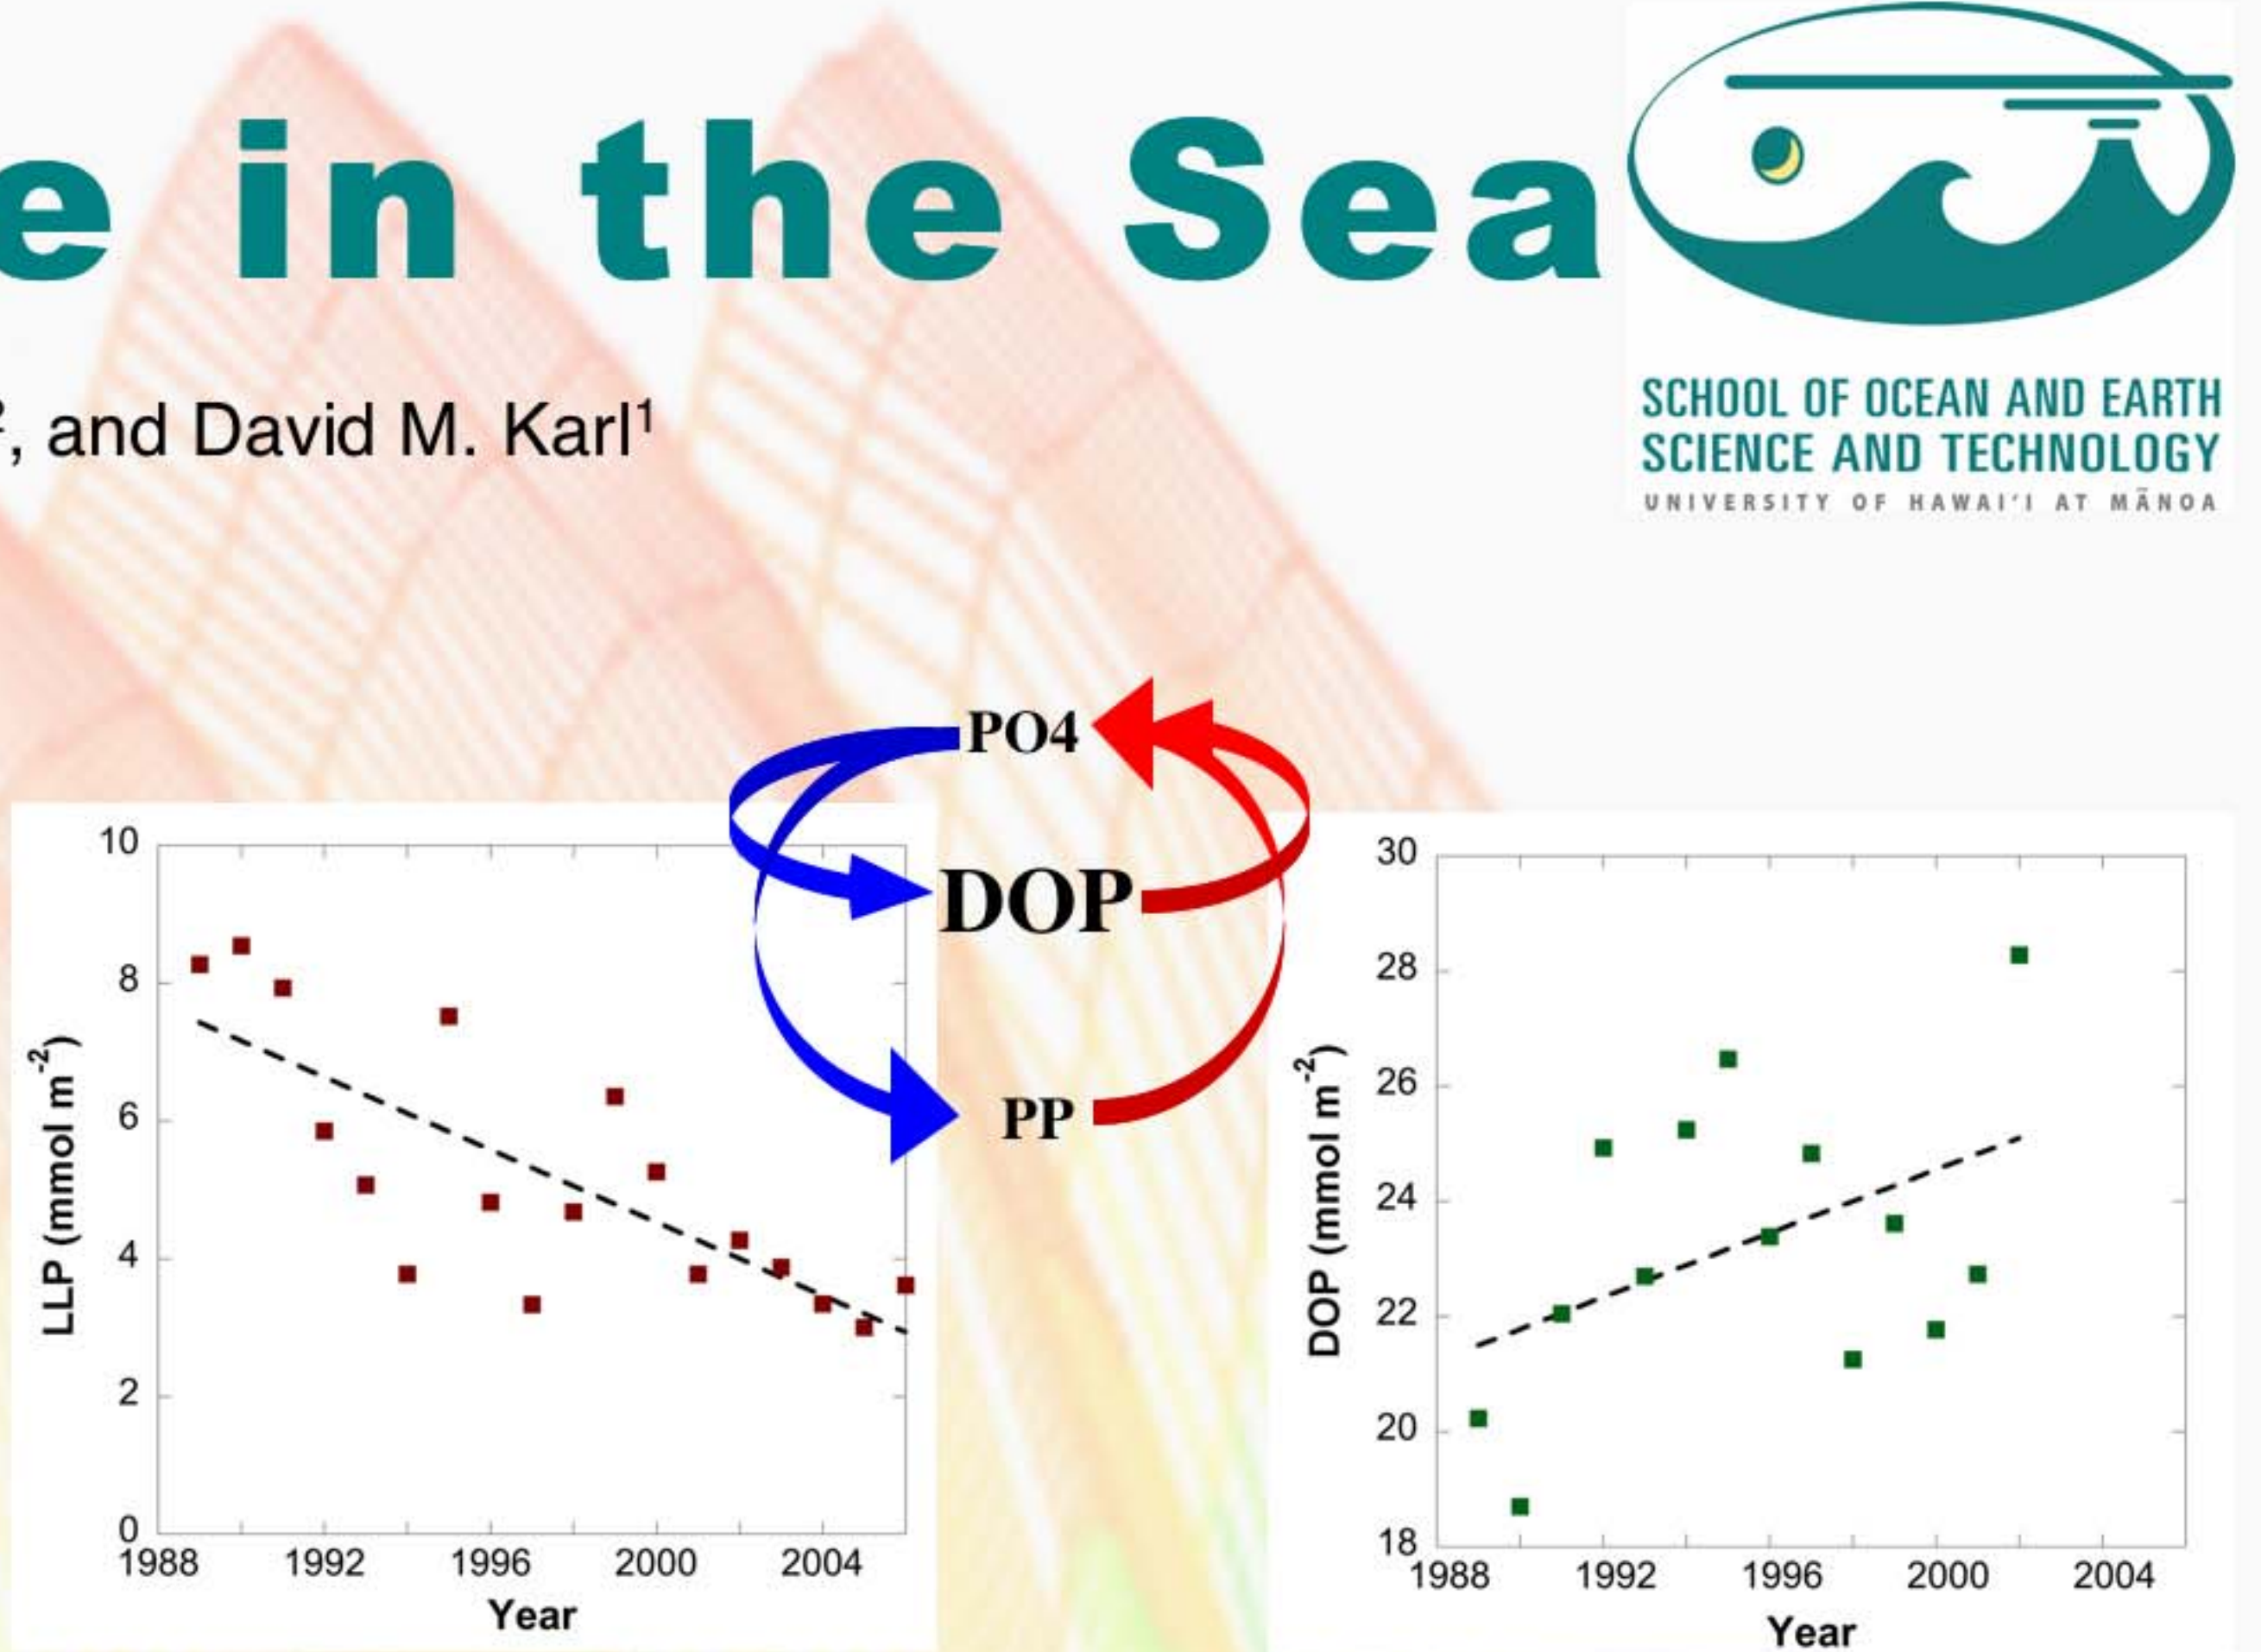 e in the Sea
², and David M. Karl¹
SCHOOL OF OCEAN AND EARTH
SCIENCE AND TECHNOLOGY
UNIVERSITY OF HAWAIʻI AT MĀNOA
PO4
DOP
PP
10
8
6
4
2
0
LLP (mmol m⁻²)
1988 1992 1996 2000 2004
Year
30
28
26
24
22
20
18
DOP (mmol m⁻²)
1988 1992 1996 2000 2004
Year